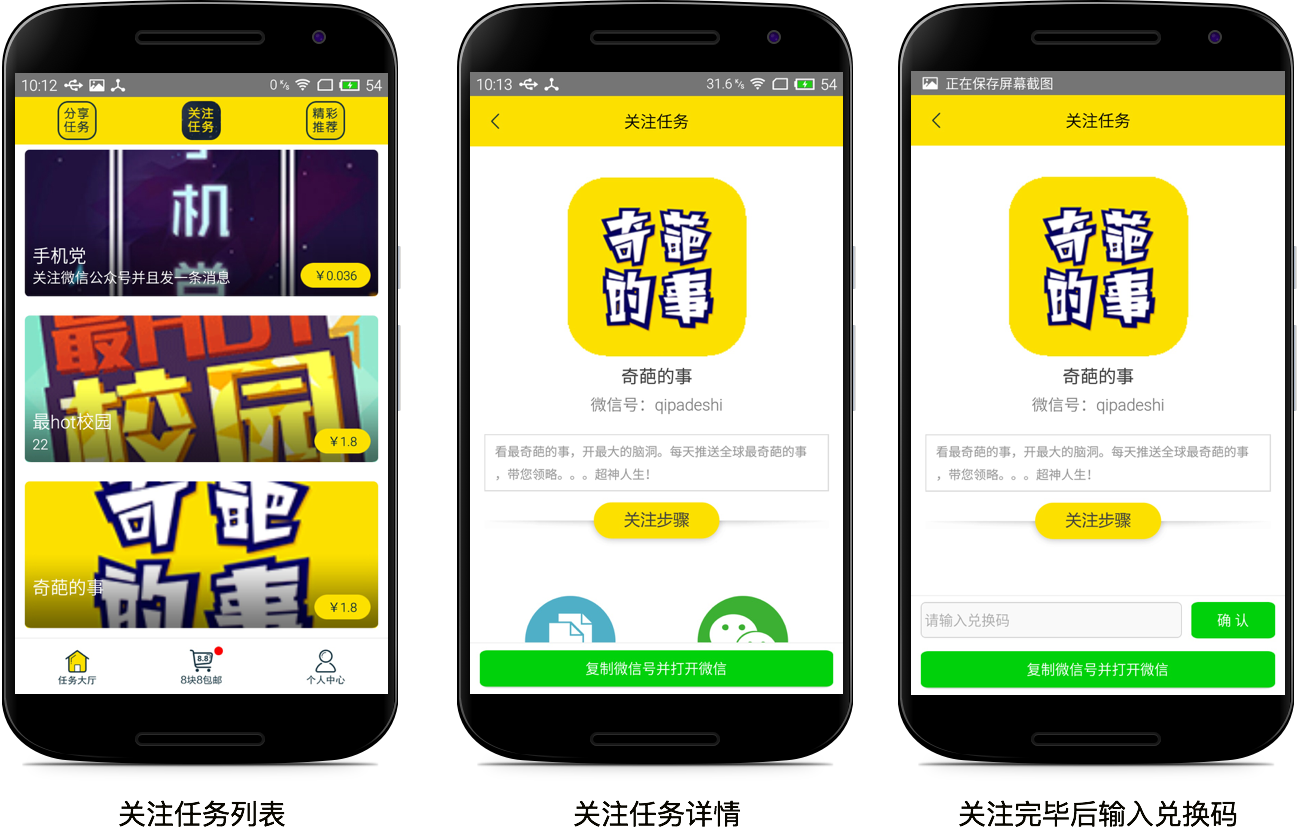 10:12
0 K/s
54
分享
任务
关注
任务
精彩
推荐
手
机
党
手机党
关注微信公众号并且发一条消息
¥0.036
最HOT
校园
最hot校园
22
¥1.8
奇葩
的事
奇葩的事
¥1.8
8.8
任务大厅
8块8包邮
个人中心
关注任务列表
10:13
31.6 K/s
54
关注任务
奇葩
的事
奇葩的事
微信号：qipadeshi
看最奇葩的事，开最大的脑洞。每天推送全球最奇葩的事
，带您领略。。。超神人生!
关注步骤
复制微信号并打开微信
关注任务详情
正在保存屏幕截图
关注任务
奇葩
的事
奇葩的事
微信号：qipadeshi
看最奇葩的事，开最大的脑洞。每天推送全球最奇葩的事
，带您领略。。。超神人生!
关注步骤
请输入兑换码
确 认
复制微信号并打开微信
关注完毕后输入兑换码